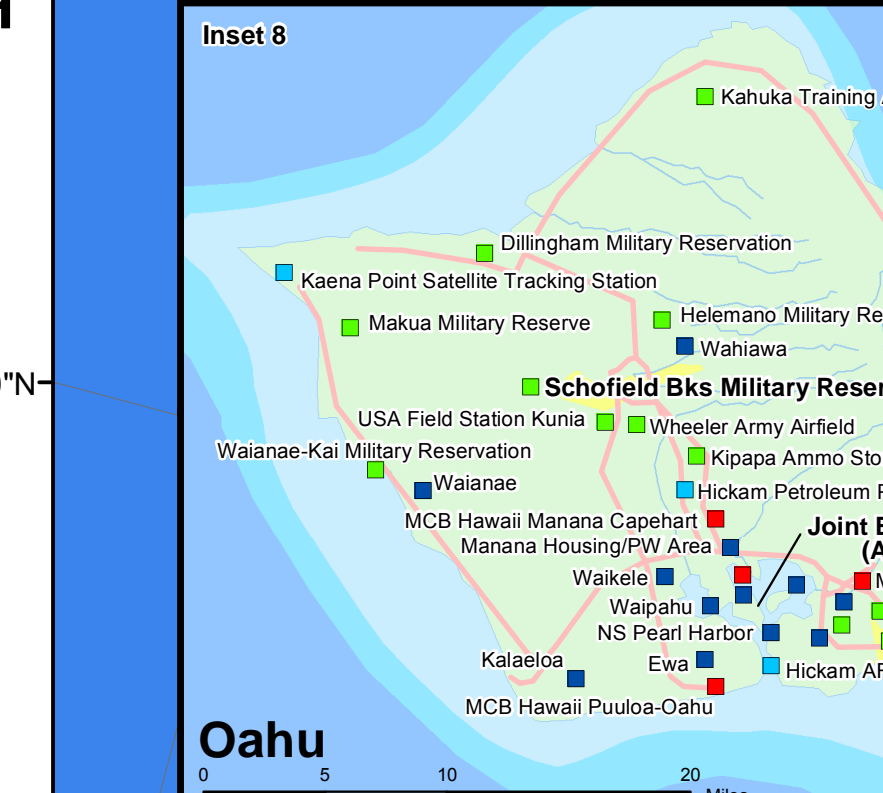 Inset 8
Kahuka Training
Dillingham Military Reservation
Kaena Point Satellite Tracking Station
Helemano Military Re
Makua Military Reserve
Wahiawa
"N
Schofield Bks Military Reser
USA Field Station Kunia
Wheeler Army Airfield
Waianae-Kai Military Reservation
Kipapa Ammo Sto
Waianae
Hickam Petroleum
MCB Hawaii Manana Capehart
Joint
Manana Housing/PW Area
(A
Waikele
M
Waipahu
NS Pearl Harbor
Kalaeloa
Ewa
Hickam AF
MCB Hawaii Puuloa-Oahu
Oahu
0 5 10 20
Miles